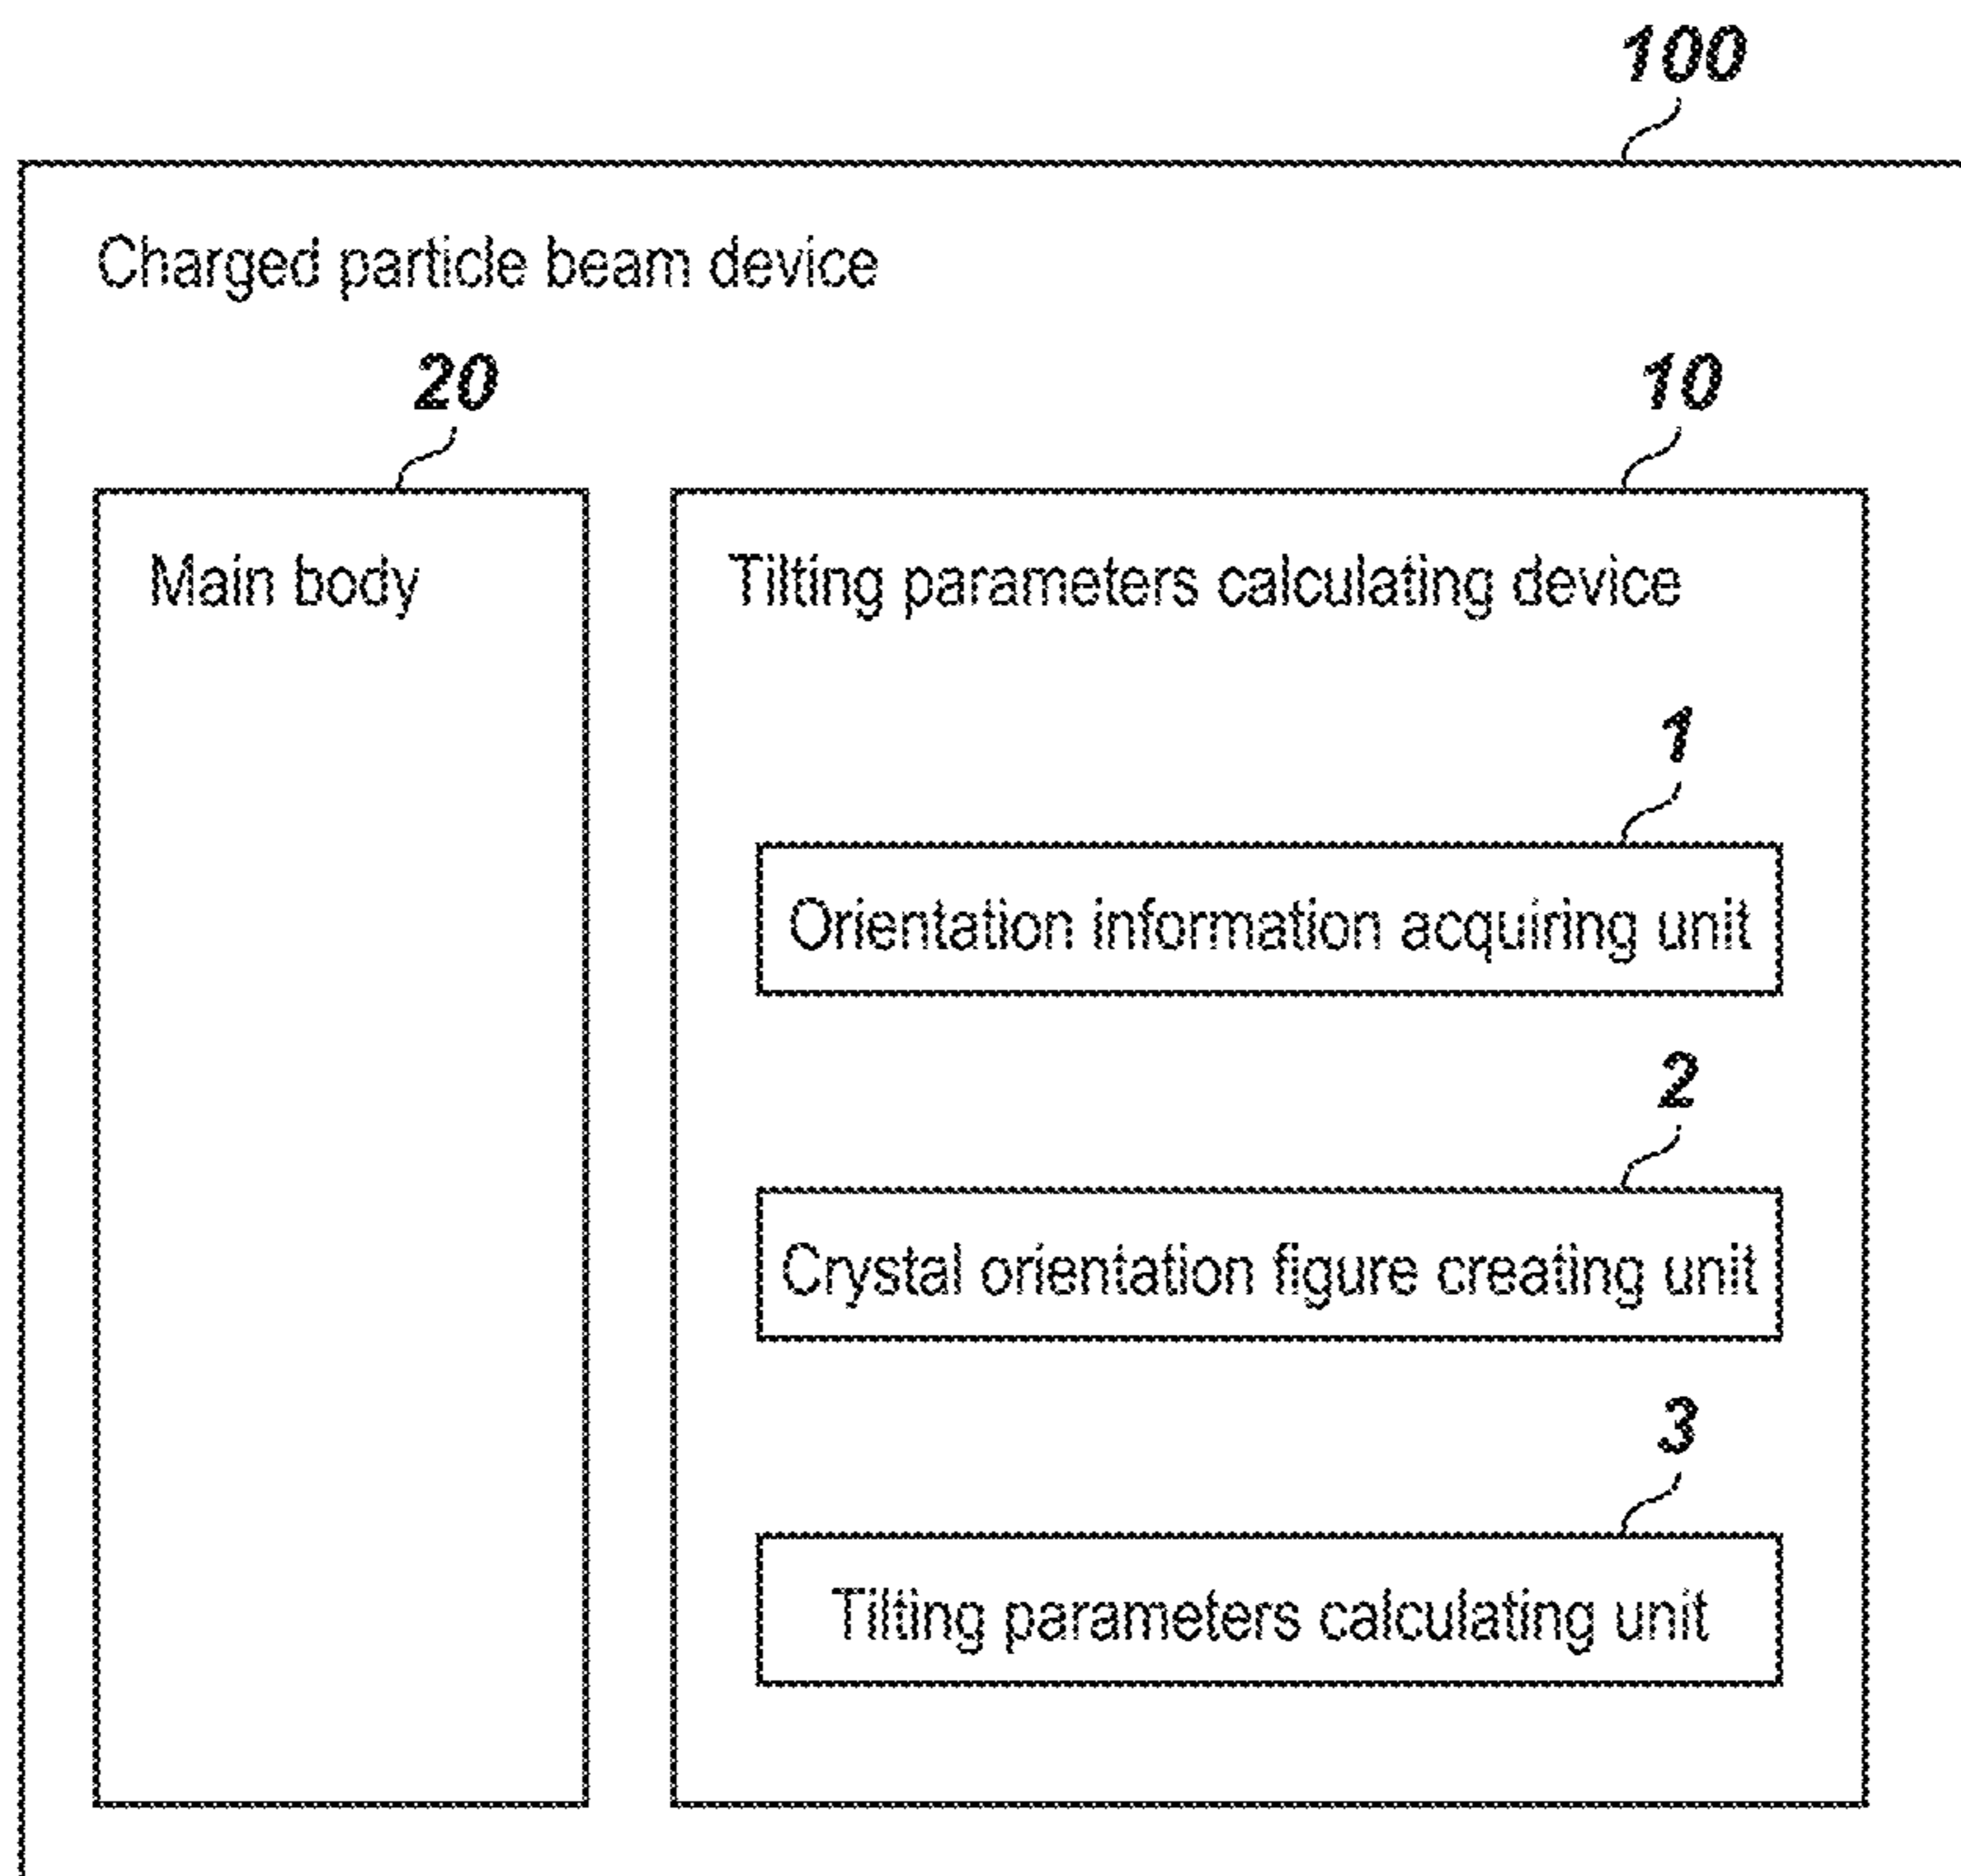 100
Charged particle beam device
20
10
Main body
Tilting parameters calculating device
1
Orientation information acquiring unit
2
Crystal orientation figure creating unit
3
Tilting parameters calculating unit